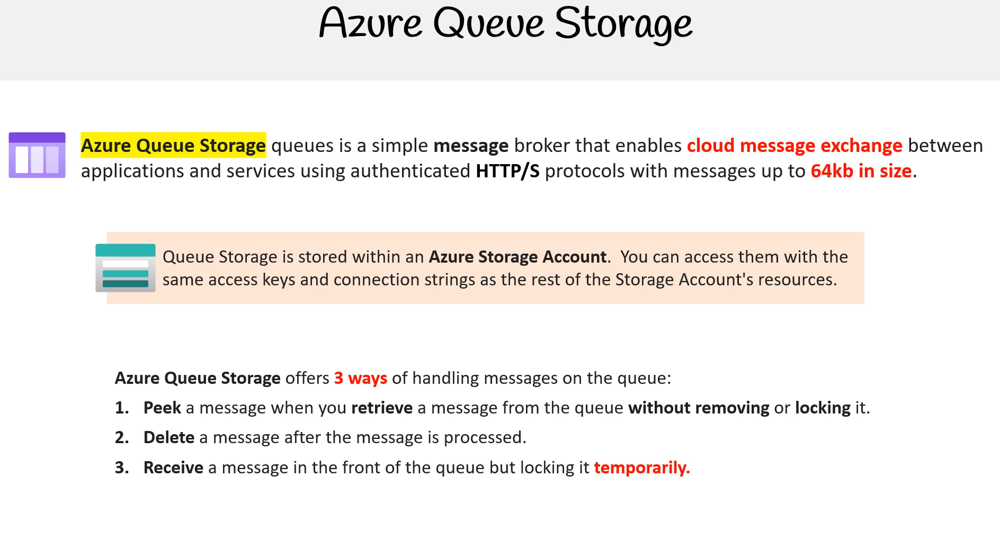 Azure Queue Storage
Azure Queue Storage queues is a simple message broker that enables cloud message exchange between
applications and services using authenticated HTTP/S protocols with messages up to 64kb in size.
Queue Storage is stored within an Azure Storage Account.  You can access them with the
same access keys and connection strings as the rest of the Storage Account's resources.
Azure Queue Storage offers 3 ways of handling messages on the queue:
1. Peek a message when you retrieve a message from the queue without removing or locking it.
2. Delete a message after the message is processed.
3. Receive a message in the front of the queue but locking it temporarily.